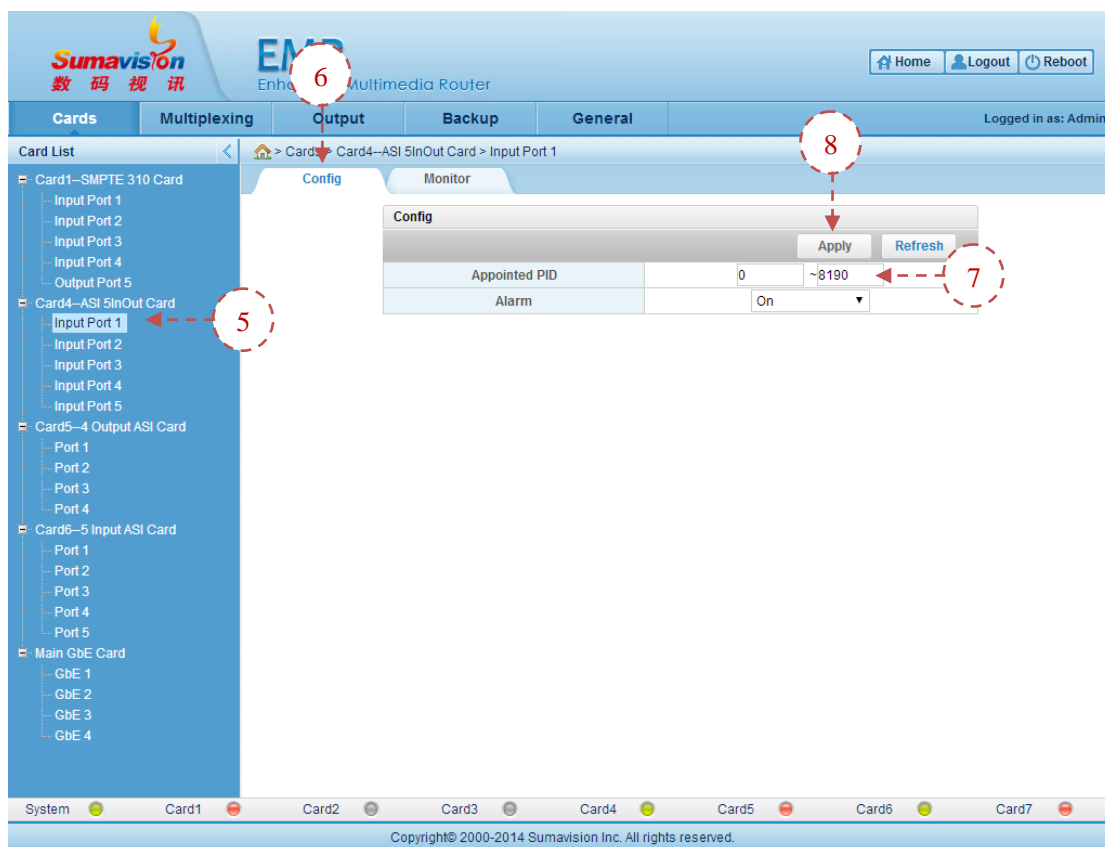 Sumavision
数码视讯
EMR
Enhanced Multimedia Router
Home Logout Reboot
6
Cards Multiplexing Output Backup General Logged in as: Admin
Card List < > Cards > Card4--ASI 5InOut Card > Input Port 1
8
Config Monitor
Card1--SMPTE 310 Card
Input Port 1
Input Port 2
Input Port 3
Input Port 4
Output Port 5
Card4--ASI 5InOut Card
Input Port 1
Input Port 2
Input Port 3
Input Port 4
Input Port 5
Card5--4 Output ASI Card
Port 1
Port 2
Port 3
Port 4
Card6--5 Input ASI Card
Port 1
Port 2
Port 3
Port 4
Port 5
Main GbE Card
GbE 1
GbE 2
GbE 3
GbE 4
5
Config
Apply Refresh
Appointed PID 0 ~8190
7
Alarm On
System Card1 Card2 Card3 Card4 Card5 Card6 Card7
Copyright© 2000-2014 Sumavision Inc. All rights reserved.